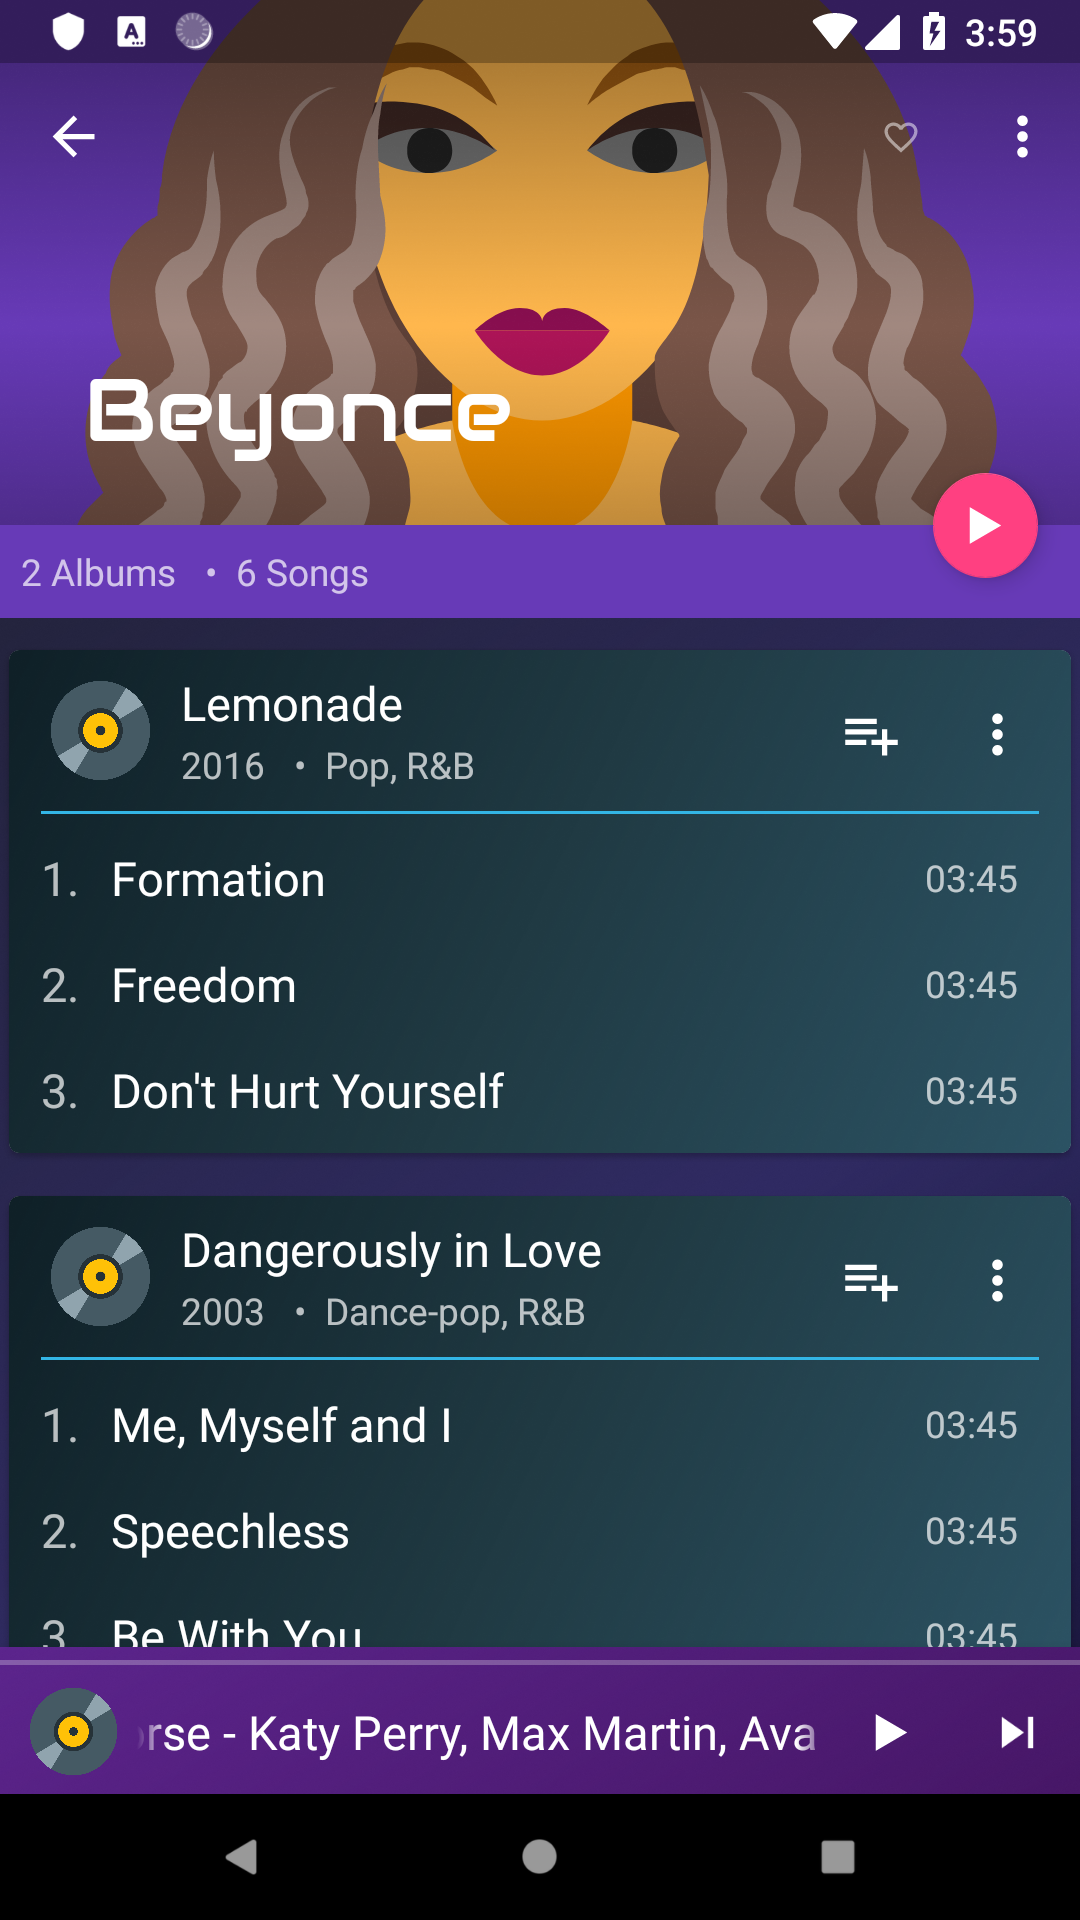 3:59
Beyonce
2 Albums • 6 Songs
Lemonade
2016 • Pop, R&B
1. Formation 03:45
2. Freedom 03:45
3. Don't Hurt Yourself 03:45
Dangerously in Love
2003 • Dance-pop, R&B
1. Me, Myself and I 03:45
2. Speechless 03:45
3 Be With You 03:45
rse - Katy Perry, Max Martin, Ava